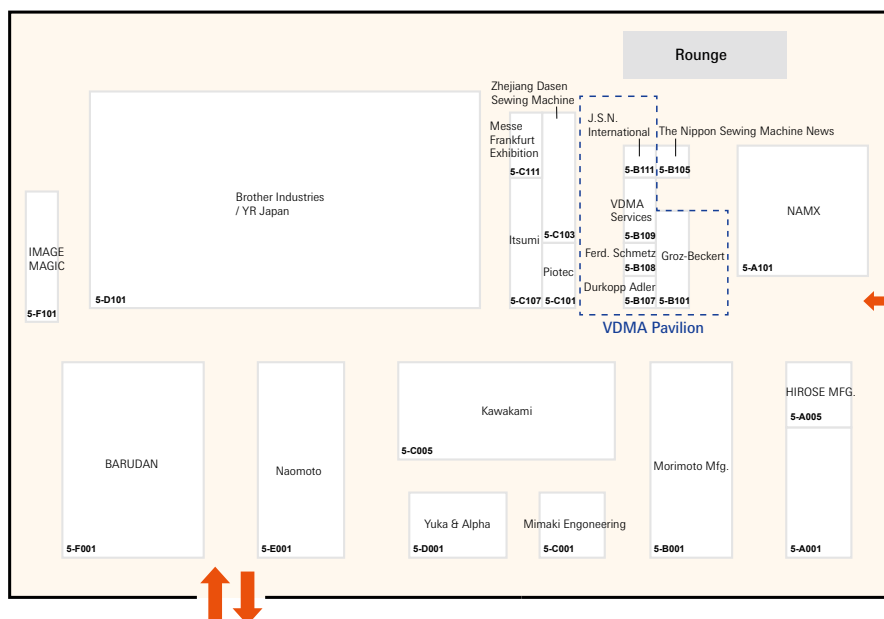 Rounge
Zhejiang Dasen
Sewing Machine
Messe
Frankfurt
Exhibition
5-C111
J.S.N.
International
The Nippon Sewing Machine News
5-B111
5-B105
Brother Industries
/ YR Japan
5-D101
IMAGE
MAGIC
5-F101
Itsumi
5-C107
5-C103
Piotec
5-C101
VDMA
Services
5-B109
Ferd. Schmetz
5-B108
Durkopp Adler
5-B107
Groz-Beckert
5-B101
VDMA Pavilion
NAMX
5-A101
BARUDAN
5-F001
Naomoto
5-E001
Kawakami
5-C005
Yuka & Alpha
5-D001
Mimaki Engoneering
5-C001
Morimoto Mfg.
5-B001
HIROSE MFG.
5-A005
5-A001